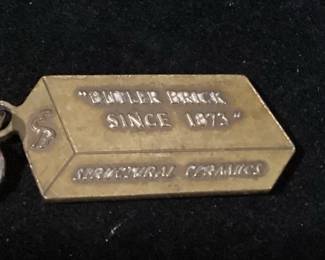 "BUTLER BRICK
SINCE 1873"
STRUCTURAL CERAMICS